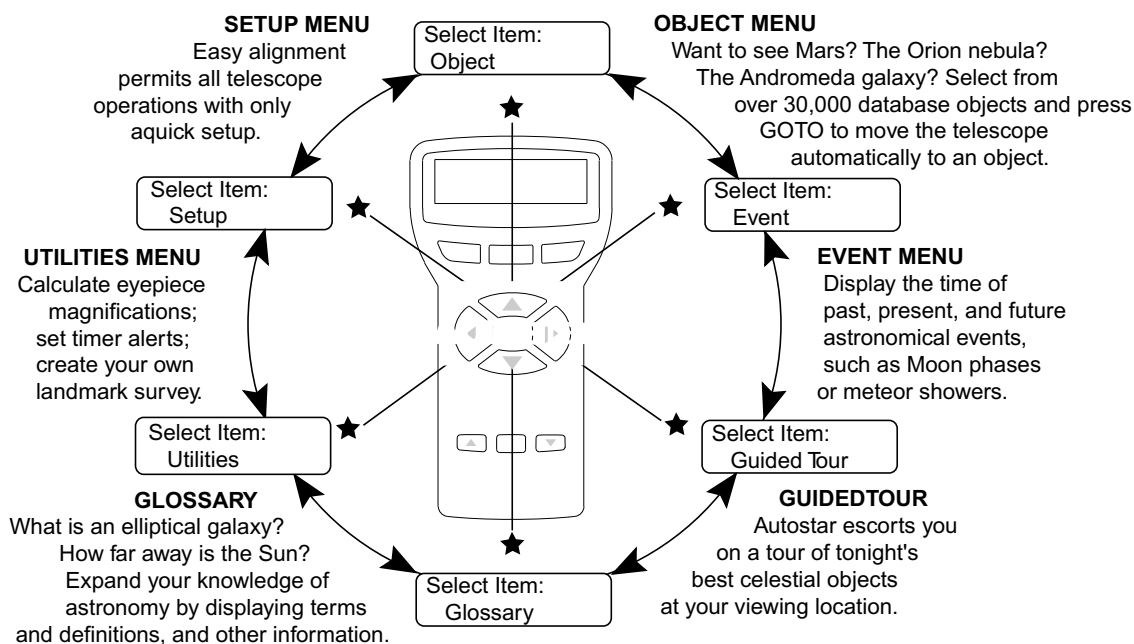 SETUP MENU
Easy alignment
permits all telescope
operations with only
aquick setup.
Select Item:
Object
OBJECT MENU
Want to see Mars? The Orion nebula?
The Andromeda galaxy? Select from
over 30,000 database objects and press
GOTO to move the telescope
automatically to an object.
Select Item:
Setup
Select Item:
Event
UTILITIES MENU
Calculate eyepiece
magnifications;
set timer alerts;
create your own
landmark survey.
EVENT MENU
Display the time of
past, present, and future
astronomical events,
such as Moon phases
or meteor showers.
Select Item:
Utilities
Select Item:
Guided Tour
GLOSSARY
What is an elliptical galaxy?
How far away is the Sun?
Expand your knowledge of
astronomy by displaying terms
and definitions, and other information.
Select Item:
Glossary
GUIDEDTOUR
Autostar escorts you
on a tour of tonight's
best celestial objects
at your viewing location.